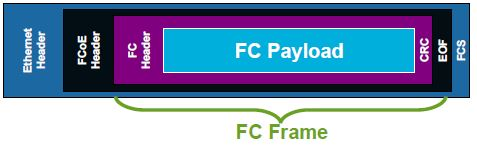 Ethernet
Header
FCoE
Header
FC
Header
FC Payload
CRC
EOF
FCS
FC Frame